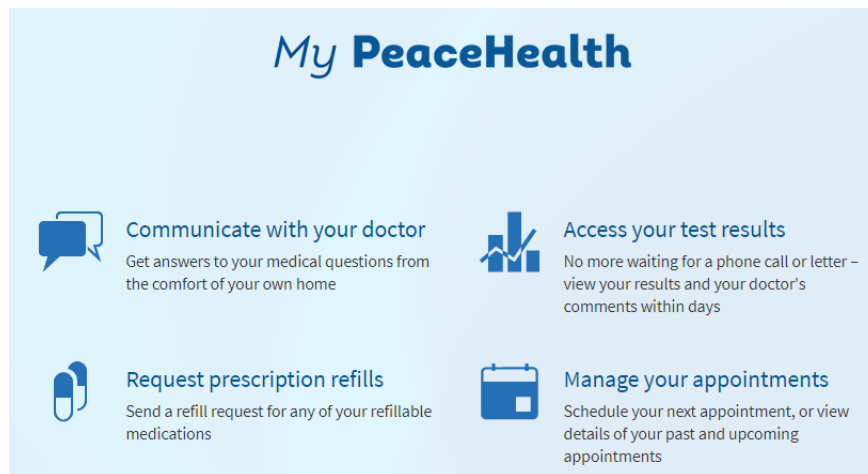 My PeaceHealth
Communicate with your doctor
Get answers to your medical questions from
the comfort of your own home
Access your test results
No more waiting for a phone call or letter –
view your results and your doctor's
comments within days
Request prescription refills
Send a refill request for any of your refillable
medications
Manage your appointments
Schedule your next appointment, or view
details of your past and upcoming
appointments